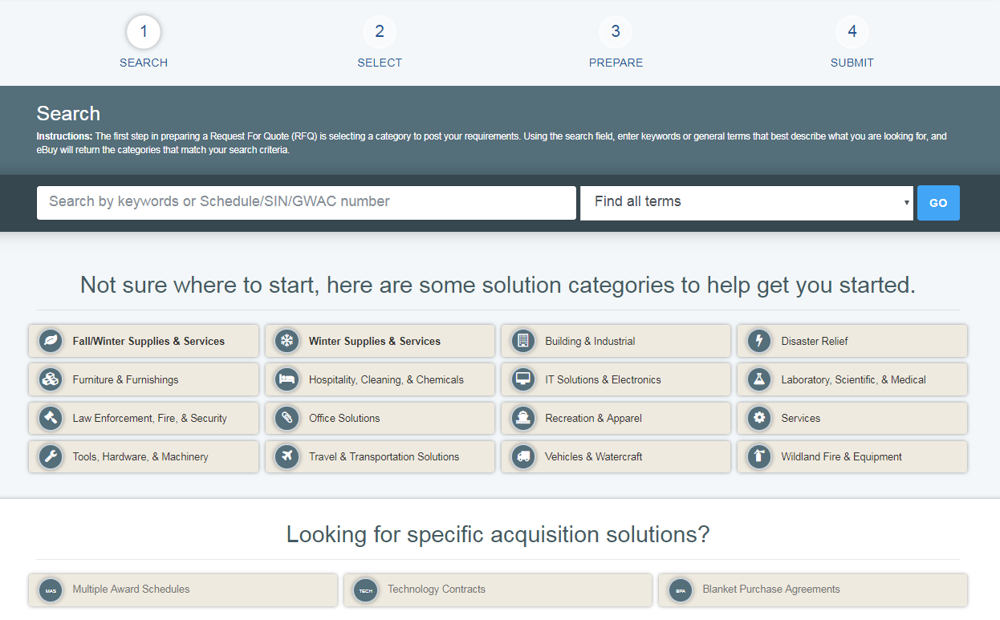 1
2
3
4
SEARCH
SELECT
PREPARE
SUBMIT
Search
Instructions: The first step in preparing a Request For Quote (RFQ) is selecting a category to post your requirements. Using the search field, enter keywords or general terms that best describe what you are looking for, and
eBuy will return the categories that match your search criteria.
Search by keywords or Schedule/SIN/GWAC number
Find all terms
GO
Not sure where to start, here are some solution categories to help get you started.
Fall/Winter Supplies & Services
Winter Supplies & Services
Building & Industrial
Disaster Relief
Furniture & Furnishings
Hospitality, Cleaning, & Chemicals
IT Solutions & Electronics
Laboratory, Scientific, & Medical
Law Enforcement, Fire, & Security
Office Solutions
Recreation & Apparel
Services
Tools, Hardware, & Machinery
Travel & Transportation Solutions
Vehicles & Watercraft
Wildland Fire & Equipment
Looking for specific acquisition solutions?
MAS Multiple Award Schedules
TECH Technology Contracts
BPA Blanket Purchase Agreements